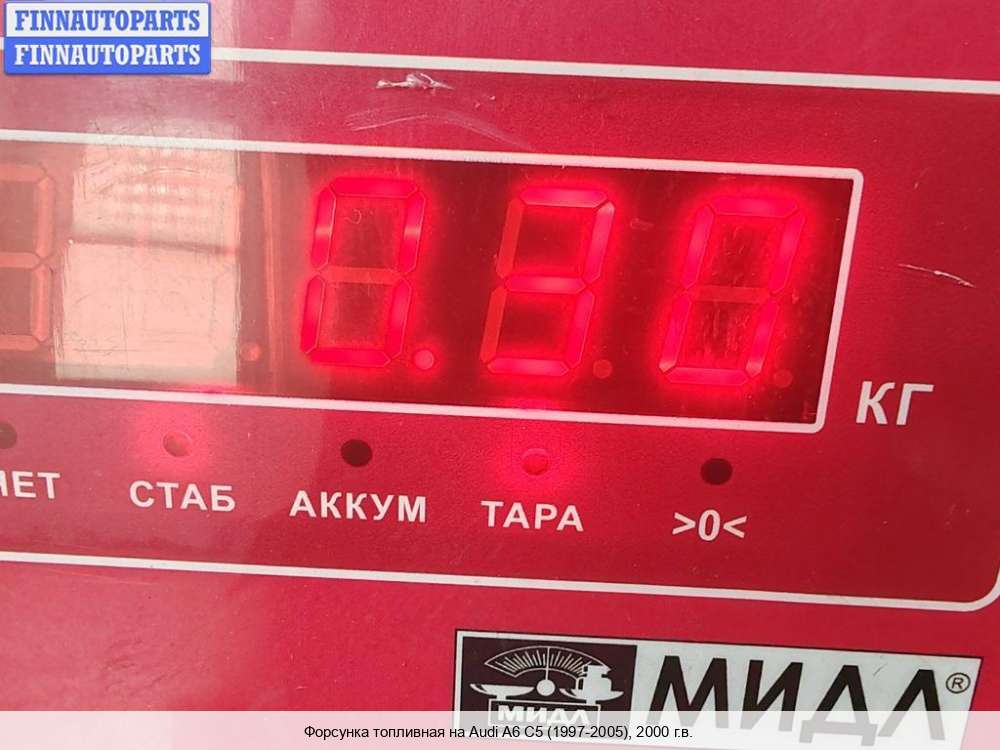 FINNAUTOPARTS
FINNAUTOPARTS
0.30
КГ
СТАБ АККУМ ТАРА >0<
МИДЛ МИДЛ®
Форсунка топливная на Audi A6 C5 (1997-2005), 2000 г.в.